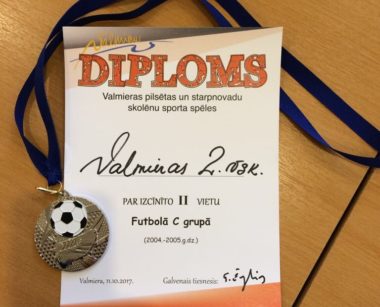 DIPLOMS
Valmieras pilsētas un starpnovadu
skolēnu sporta spēles
Valmieras 2. vsk.
PAR IZCĪNĪTO II VIETU
Futbolā C grupā
(2004.-2005.g.dz.)
Valmiera, 11.10.2017.
Galvenais tiesnesis: